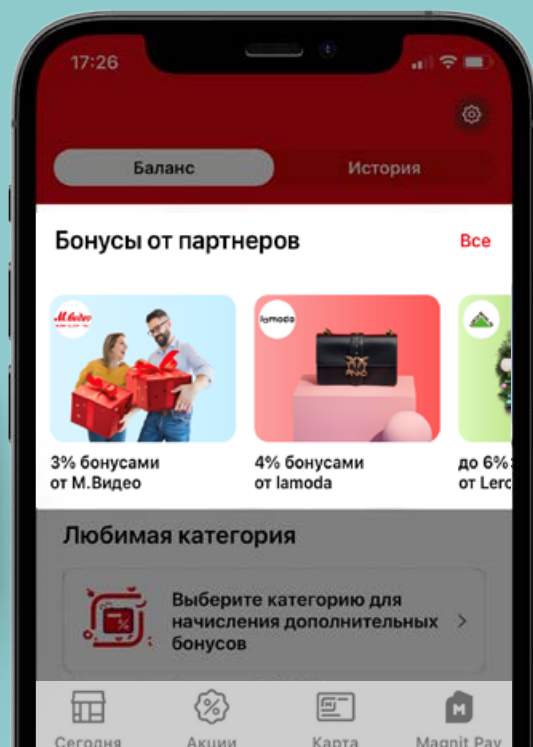 17:26
Баланс
История
Бонусы от партнеров
Все
М.Видео
lamoda
3% бонусами
от М.Видео
4% бонусами
от lamoda
до 6%
от Lero
Любимая категория
Выберите категорию для
начисления дополнительных
бонусов
Сегодня
Акции
Карта
Magnit Pay